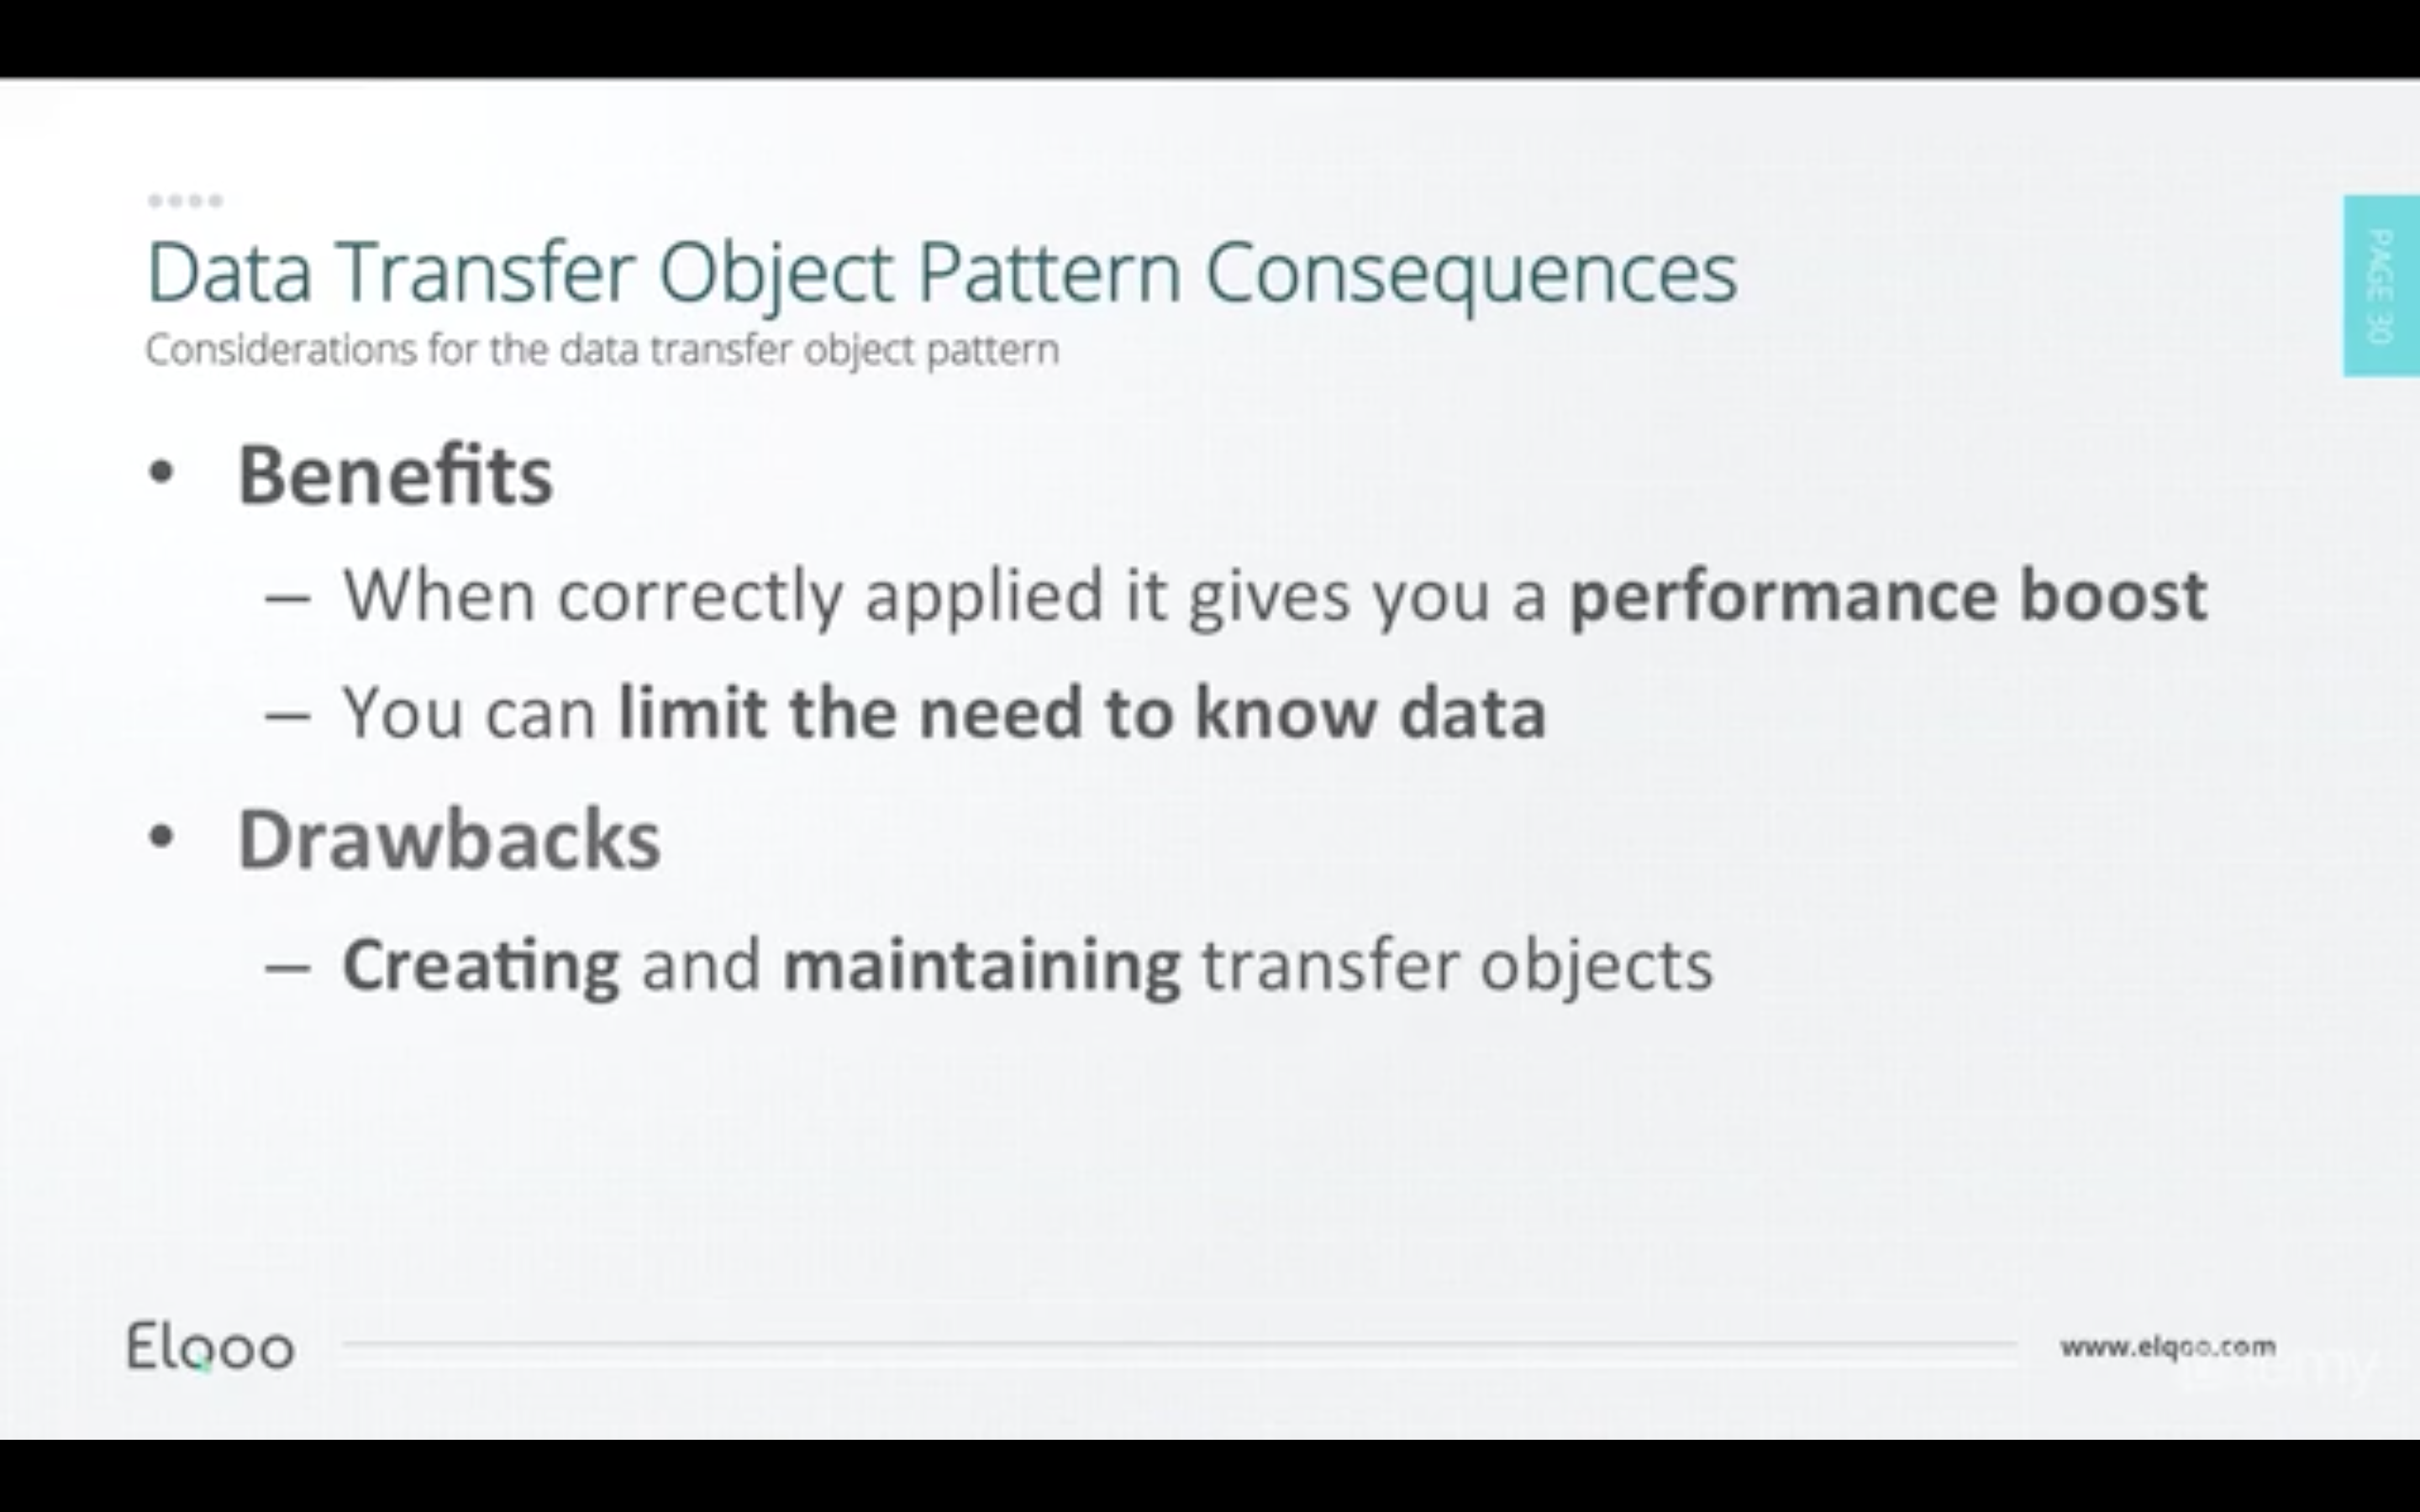 Data Transfer Object Pattern Consequences
Considerations for the data transfer object pattern
PAGE 30
• Benefits
– When correctly applied it gives you a performance boost
– You can limit the need to know data
• Drawbacks
– Creating and maintaining transfer objects
Elqoo
www.elqoo.com